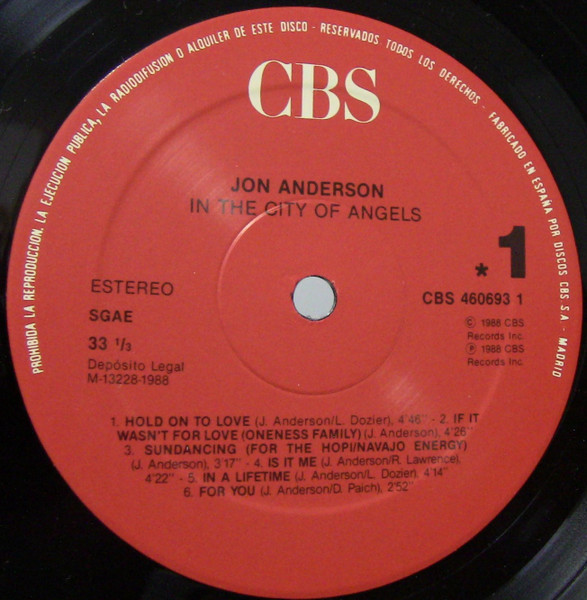 PROHIBIDA LA REPRODUCCION, LA EJECUCION PUBLICA, LA RADIODIFUSION O ALQUILER DE ESTE DISCO - RESERVADOS TODOS LOS DERECHOS - FABRICADO EN ESPAÑA POR DISCOS CBS. S.A. - MADRID
CBS
JON ANDERSON
IN THE CITY OF ANGELS
* 1
ESTEREO
CBS 460693 1
SGAE
© 1988 CBS
Records Inc.
33 1/3
℗ 1988 CBS
Records Inc.
Depósito Legal
M-13228-1988
1. HOLD ON TO LOVE (J. Anderson/L. Dozier), 4'46" - 2. IF IT
WASN'T FOR LOVE (ONENESS FAMILY) (J. Anderson), 4'26"
3. SUNDANCING (FOR THE HOPI/NAVAJO ENERGY)
(J. Anderson), 3'17" - 4. IS IT ME (J. Anderson/R. Lawrence),
4'22" - 5. IN A LIFETIME (J. Anderson/L. Dozier), 4'14"
6. FOR YOU (J. Anderson/D. Paich), 2'52"